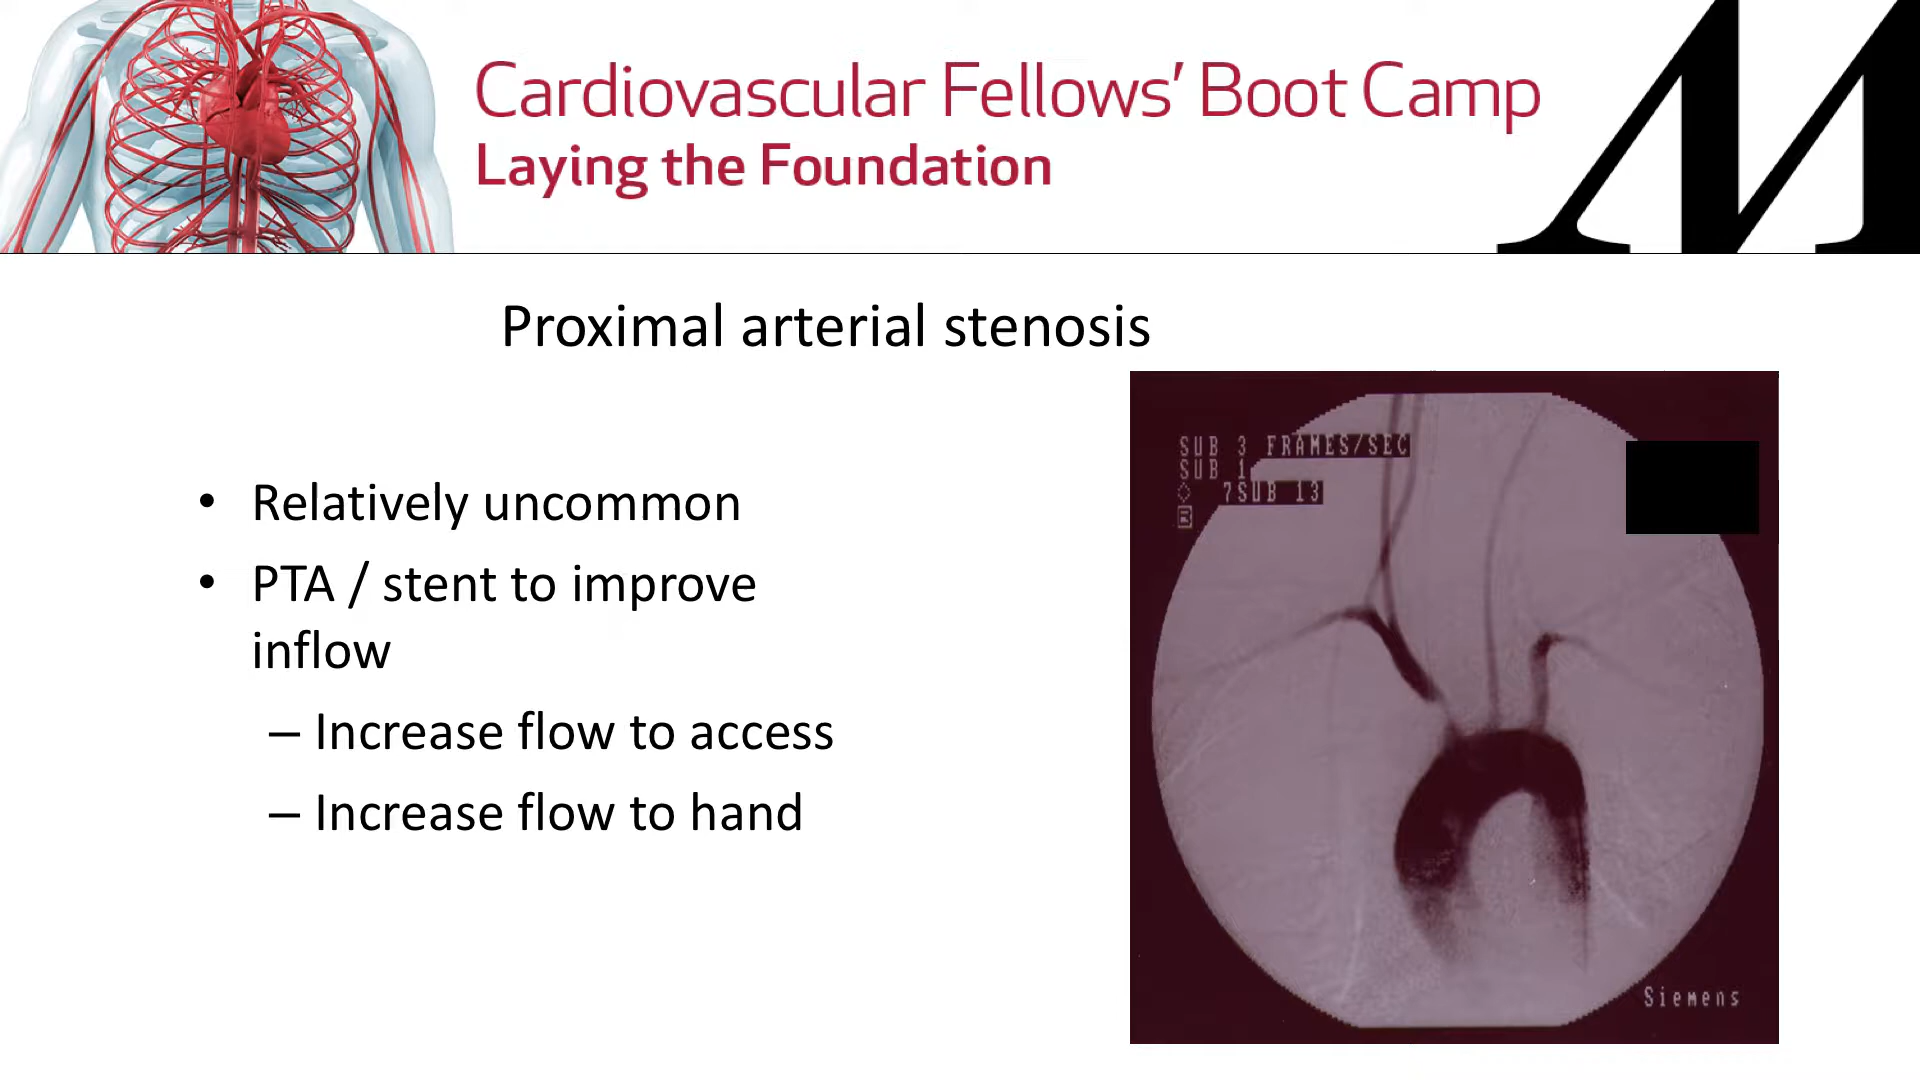 Cardiovascular Fellows’ Boot Camp
Laying the Foundation
M
Proximal arterial stenosis
• Relatively uncommon
• PTA / stent to improve
inflow
– Increase flow to access
– Increase flow to hand
SUB 3 FRAMES/SEC
SUB 1
7SUB 13
Siemens